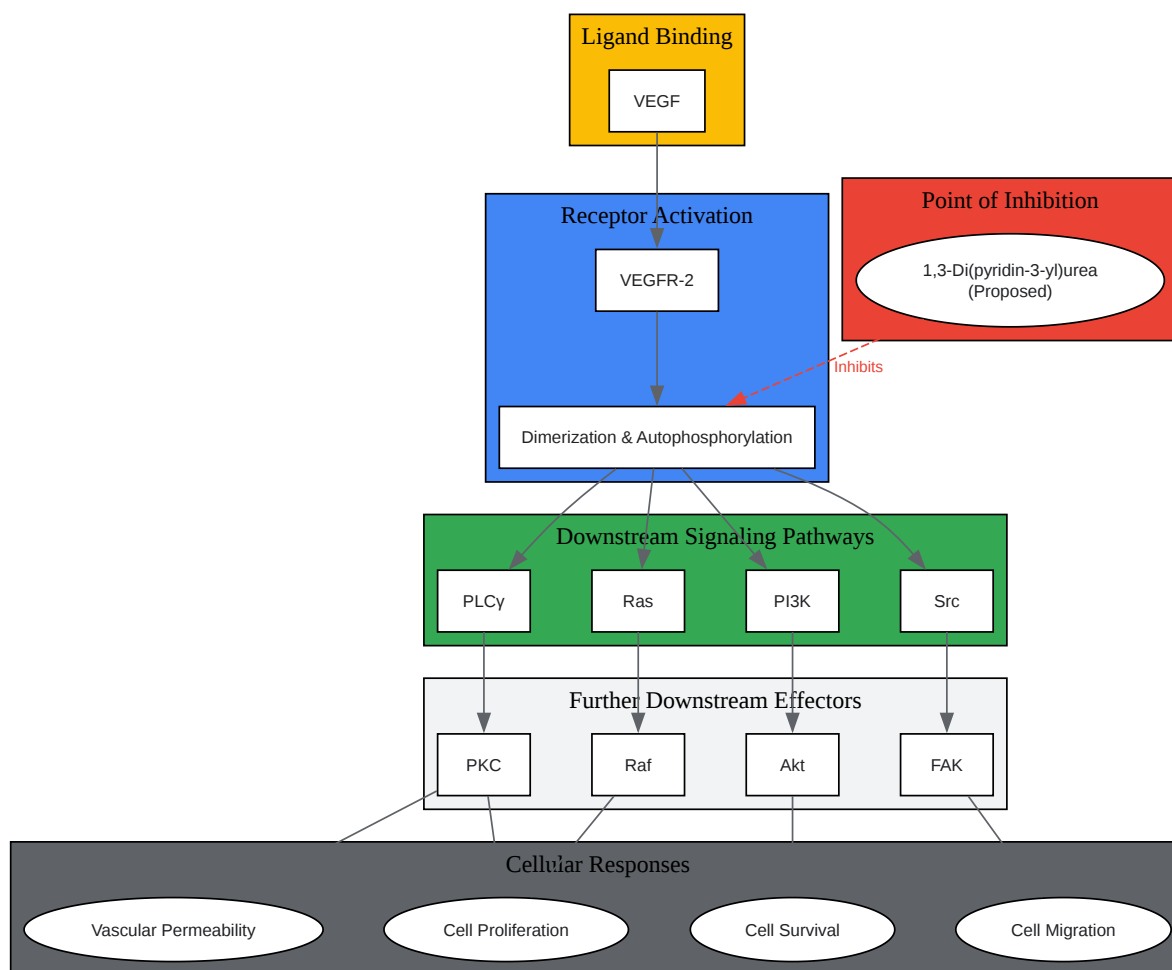 Ligand Binding
VEGF
Receptor Activation
Point of Inhibition
VEGFR-2
1,3-Di(pyridin-3-yl)urea
(Proposed)
Inhibits
Dimerization & Autophosphorylation
Downstream Signaling Pathways
PLCγ
Ras
PI3K
Src
Further Downstream Effectors
PKC
Raf
Akt
FAK
Cellular Responses
Vascular Permeability
Cell Proliferation
Cell Survival
Cell Migration